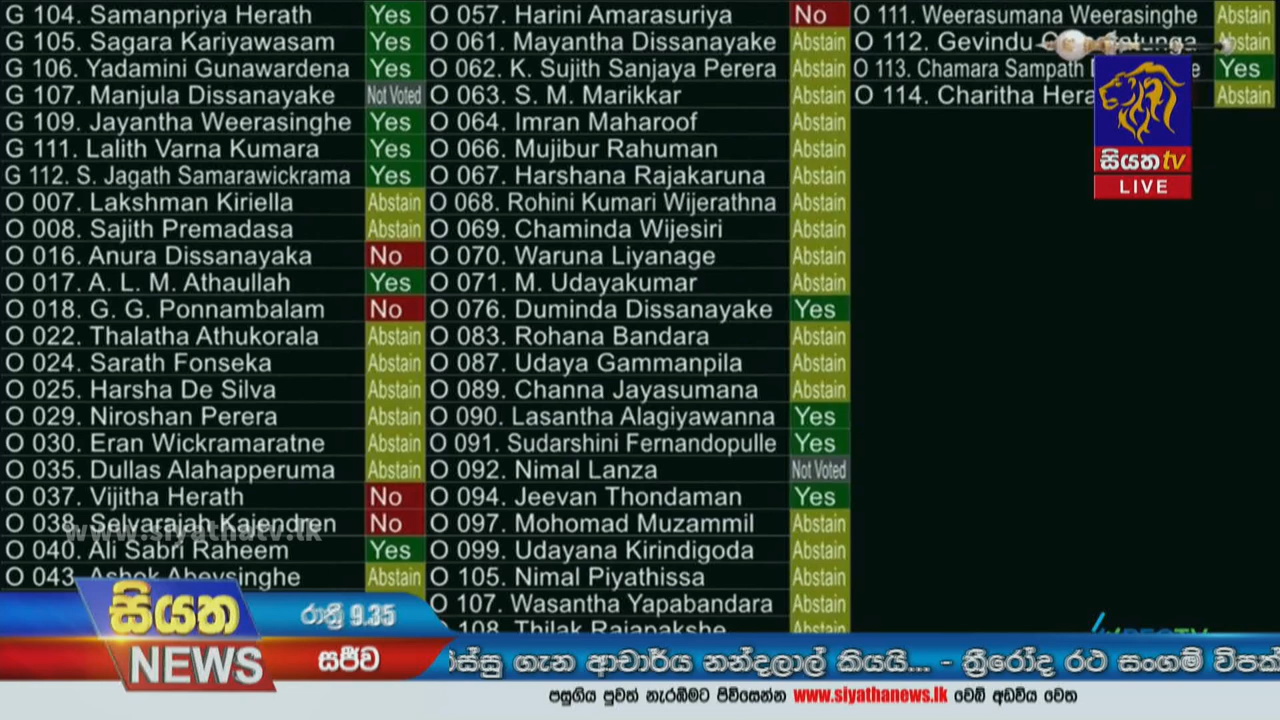 G 104. Samanpriya Herath Yes
G 105. Sagara Kariyawasam Yes
G 106. Yadamini Gunawardena Yes
G 107. Manjula Dissanayake Not Voted
G 109. Jayantha Weerasinghe Yes
G 111. Lalith Varna Kumara Yes
G 112. S. Jagath Samarawickrama Yes
O 007. Lakshman Kiriella Abstain
O 008. Sajith Premadasa Abstain
O 016. Anura Dissanayaka No
O 017. A. L. M. Athaullah Yes
O 018. G. G. Ponnambalam No
O 022. Thalatha Athukorala Abstain
O 024. Sarath Fonseka Abstain
O 025. Harsha De Silva Abstain
O 029. Niroshan Perera Abstain
O 030. Eran Wickramaratne Abstain
O 035. Dullas Alahapperuma Abstain
O 037. Vijitha Herath No
O 038. Selvarajah Kajendren No
O 040. Ali Sabri Raheem Yes
O 043. Ashok Abeysinghe Abstain
O 057. Harini Amarasuriya No
O 061. Mayantha Dissanayake Abstain
O 062. K. Sujith Sanjaya Perera Abstain
O 063. S. M. Marikkar Abstain
O 064. Imran Maharoof Abstain
O 066. Mujibur Rahuman Abstain
O 067. Harshana Rajakaruna Abstain
O 068. Rohini Kumari Wijerathna Abstain
O 069. Chaminda Wijesiri Abstain
O 070. Waruna Liyanage Abstain
O 071. M. Udayakumar Abstain
O 076. Duminda Dissanayake Yes
O 083. Rohana Bandara Abstain
O 087. Udaya Gammanpila Abstain
O 089. Channa Jayasumana Abstain
O 090. Lasantha Alagiyawanna Yes
O 091. Sudarshini Fernandopulle Yes
O 092. Nimal Lanza Not Voted
O 094. Jeevan Thondaman Yes
O 097. Mohomad Muzammil Abstain
O 099. Udayana Kirindigoda Abstain
O 105. Nimal Piyathissa Abstain
O 107. Wasantha Yapabandara Abstain
108. Thilak Rajapakshe Abstain
O 111. Weerasumana Weerasinghe Abstain
O 112. Gevindu Abstain
O 113. Chamara Sampath Yes
O 114. Charitha Hera Abstain
සියත tv
LIVE
www.siyathatv.lk
සියත
NEWS
රාත්‍රී 9.35
සජීව
ගැන ආචාර්ය නන්දලාල් කියයි... - ත්‍රීරෝද රථ සංගම් විපක්
පසුගිය පුවත් නැරඹීමට පිවිසෙන්න www.siyathanews.lk වෙබ් අඩවිය වෙත